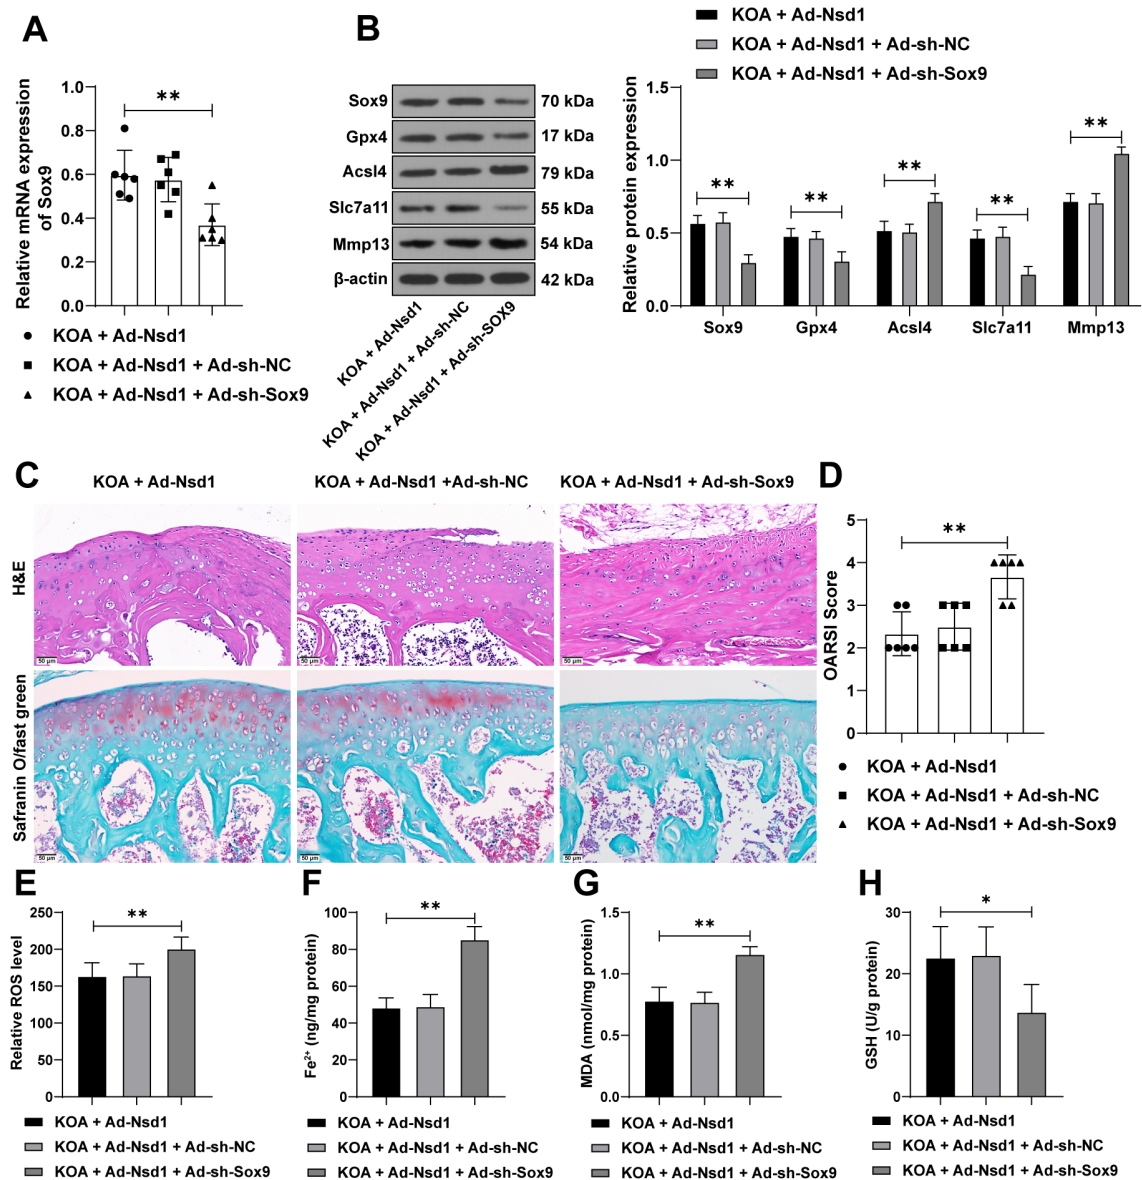 A
Relative mRNA expression
of Sox9
1.0
0.8
0.6
0.4
0.2
0.0
**
KOA + Ad-Nsd1
KOA + Ad-Nsd1 + Ad-sh-NC
KOA + Ad-Nsd1 + Ad-sh-Sox9
B
Sox9 70 kDa
Gpx4 17 kDa
Acsl4 79 kDa
Slc7a11 55 kDa
Mmp13 54 kDa
β-actin 42 kDa
KOA + Ad-Nsd1
KOA + Ad-Nsd1 + Ad-sh-NC
KOA + Ad-Nsd1 + Ad-sh-SOX9
KOA + Ad-Nsd1
KOA + Ad-Nsd1 + Ad-sh-NC
KOA + Ad-Nsd1 + Ad-sh-Sox9
Relative protein expression
1.5
1.0
0.5
0.0
** ** ** ** **
Sox9 Gpx4 Acsl4 Slc7a11 Mmp13
C
KOA + Ad-Nsd1 KOA + Ad-Nsd1 +Ad-sh-NC KOA + Ad-Nsd1 + Ad-sh-Sox9
H&E
50 μm 50 μm 50 μm
Safranin O/fast green
50 μm 50 μm 50 μm
D
OARSI Score
5
4
3
2
1
0
**
KOA + Ad-Nsd1
KOA + Ad-Nsd1 + Ad-sh-NC
KOA + Ad-Nsd1 + Ad-sh-Sox9
E
Relative ROS level
250
200
150
100
50
0
**
KOA + Ad-Nsd1
KOA + Ad-Nsd1 + Ad-sh-NC
KOA + Ad-Nsd1 + Ad-sh-Sox9
F
Fe²⁺ (ng/mg protein)
100
80
60
40
20
0
**
KOA + Ad-Nsd1
KOA + Ad-Nsd1 + Ad-sh-NC
KOA + Ad-Nsd1 + Ad-sh-Sox9
G
MDA (nmol/mg protein)
1.5
1.0
0.5
0.0
**
KOA + Ad-Nsd1
KOA + Ad-Nsd1 + Ad-sh-NC
KOA + Ad-Nsd1 + Ad-sh-Sox9
H
GSH (U/g protein)
30
20
10
0
*
KOA + Ad-Nsd1
KOA + Ad-Nsd1 + Ad-sh-NC
KOA + Ad-Nsd1 + Ad-sh-Sox9